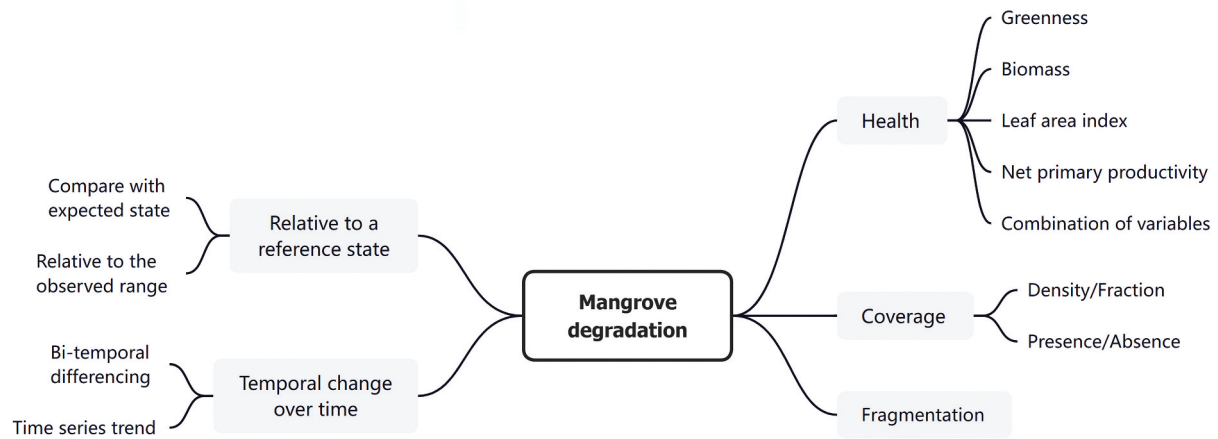 Mangrove
degradation
Relative to a
reference state
Compare with
expected state
Relative to the
observed range
Temporal change
over time
Bi-temporal
differencing
Time series trend
Health
Greenness
Biomass
Leaf area index
Net primary productivity
Combination of variables
Coverage
Density/Fraction
Presence/Absence
Fragmentation